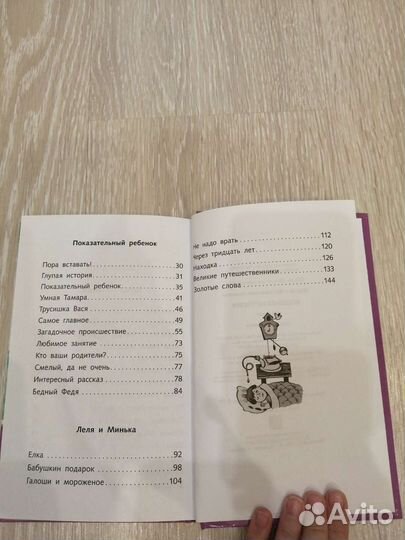 Показательный ребенок
Пора вставать! . . . . . . . . . . . . . . . . 30
Глупая история . . . . . . . . . . . . . . . . 31
Показательный ребенок. . . . . . . . . . 35
Умная Тамара . . . . . . . . . . . . . . . . . 41
Трусишка Вася . . . . . . . . . . . . . . . . 46
Самое главное . . . . . . . . . . . . . . . . 49
Загадочное происшествие. . . . . . . . 55
Любимое занятие . . . . . . . . . . . . . . 73
Кто ваши родители? . . . . . . . . . . . . 75
Смелый, да не очень. . . . . . . . . . . . 77
Интересный рассказ . . . . . . . . . . . . 78
Бедный Федя . . . . . . . . . . . . . . . . . 84
Леля и Минька
Елка . . . . . . . . . . . . . . . . . . . . . . . . 92
Бабушкин подарок . . . . . . . . . . . . . 98
Галоши и мороженое . . . . . . . . . . . 104
Не надо врать . . . . . . . . . . . . . . . . 112
Через тридцать лет. . . . . . . . . . . . . 120
Находка . . . . . . . . . . . . . . . . . . . . . 126
Великие путешественники . . . . . . . 133
Золотые слова . . . . . . . . . . . . . . . . 144
Avito